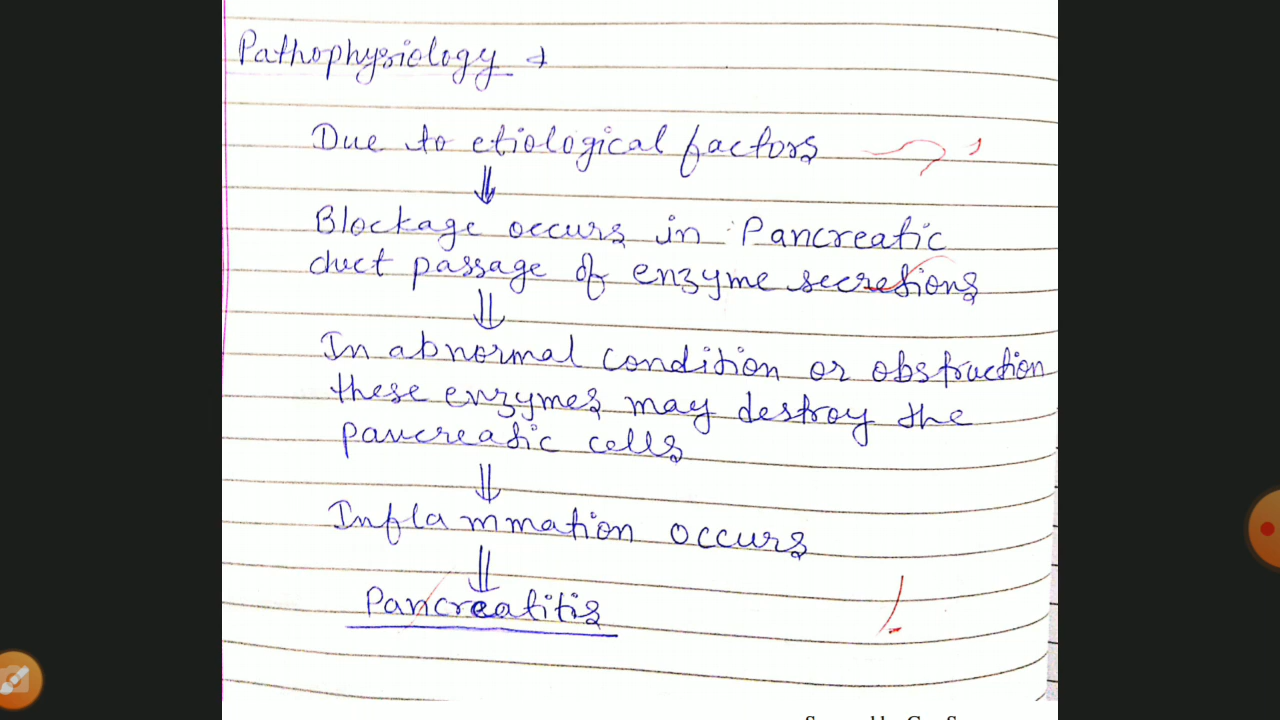 Pathophysiology →
Due to etiological factors
⇓
Blockage occurs in Pancreatic
duct passage of enzyme secretions
⇓
In abnormal condition or obstruction
these enzymes may destroy the
pancreatic cells
⇓
Inflammation occurs
⇓
Pancreatitis